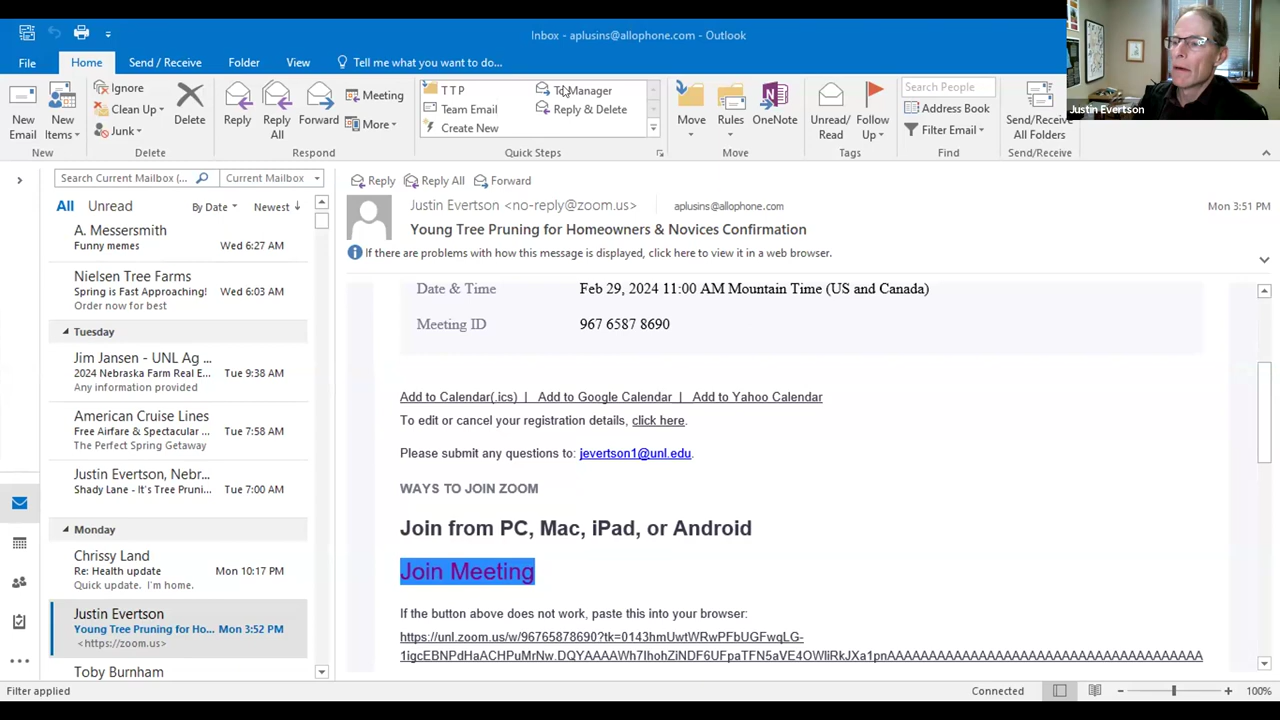 Inbox - aplusins@allophone.com - Outlook
File Home Send / Receive Folder View Tell me what you want to do...
New Email
New Items
New
Ignore
Clean Up
Junk
Delete
Delete
Reply
Reply All
Forward
Meeting
More
Respond
T T P
To Manager
Team Email
Reply & Delete
Create New
Quick Steps
Move
Rules
OneNote
Move
Unread/ Read
Follow Up
Tags
Search People
Address Book
Filter Email
Find
Send/Receive All Folders
Send/Receive
Justin Evertson
Search Current Mailbox (... Current Mailbox
All Unread By Date Newest
A. Messersmith
Funny memes Wed 6:27 AM
Nielsen Tree Farms
Spring is Fast Approaching! Wed 6:03 AM
Order now for best
Tuesday
Jim Jansen - UNL Ag ...
2024 Nebraska Farm Real E... Tue 9:38 AM
Any information provided
American Cruise Lines
Free Airfare & Spectacular ... Tue 7:58 AM
The Perfect Spring Getaway
Justin Evertson, Nebr...
Shady Lane - It's Tree Pruni... Tue 7:00 AM
Monday
Chrissy Land
Re: Health update Mon 10:17 PM
Quick update. I'm home.
Justin Evertson
Young Tree Pruning for Ho... Mon 3:52 PM
<https://zoom.us>
Toby Burnham
Reply Reply All Forward
Justin Evertson <no-reply@zoom.us> aplusins@allophone.com Mon 3:51 PM
Young Tree Pruning for Homeowners & Novices Confirmation
If there are problems with how this message is displayed, click here to view it in a web browser.
Date & Time Feb 29, 2024 11:00 AM Mountain Time (US and Canada)
Meeting ID 967 6587 8690
Add to Calendar(.ics) | Add to Google Calendar | Add to Yahoo Calendar
To edit or cancel your registration details, click here.
Please submit any questions to: jevertson1@unl.edu.
WAYS TO JOIN ZOOM
Join from PC, Mac, iPad, or Android
Join Meeting
If the button above does not work, paste this into your browser:
https://unl.zoom.us/w/96765878690?tk=0143hmUwtWRwPFbUGFwqLG-
Filter applied Connected 100%